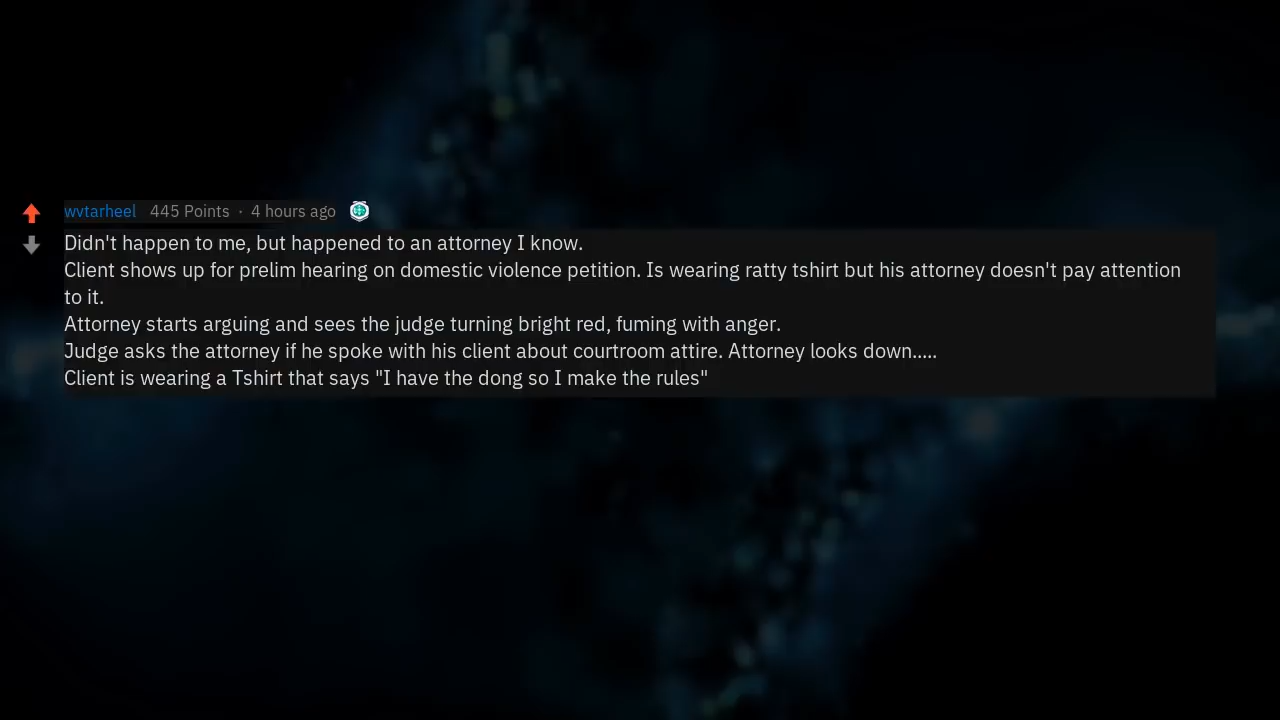 wvtarheel 445 Points · 4 hours ago
Didn't happen to me, but happened to an attorney I know.
Client shows up for prelim hearing on domestic violence petition. Is wearing ratty tshirt but his attorney doesn't pay attention
to it.
Attorney starts arguing and sees the judge turning bright red, fuming with anger.
Judge asks the attorney if he spoke with his client about courtroom attire. Attorney looks down.....
Client is wearing a Tshirt that says "I have the dong so I make the rules"